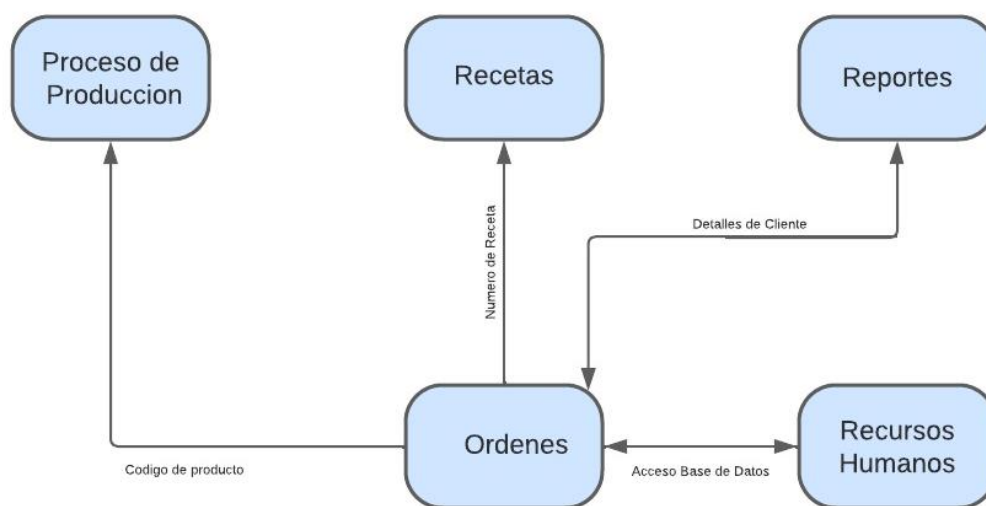 Proceso de
Produccion
Recetas
Reportes
Detalles de Cliente
Numero de Receta
Ordenes
Recursos
Humanos
Codigo de producto
Acceso Base de Datos